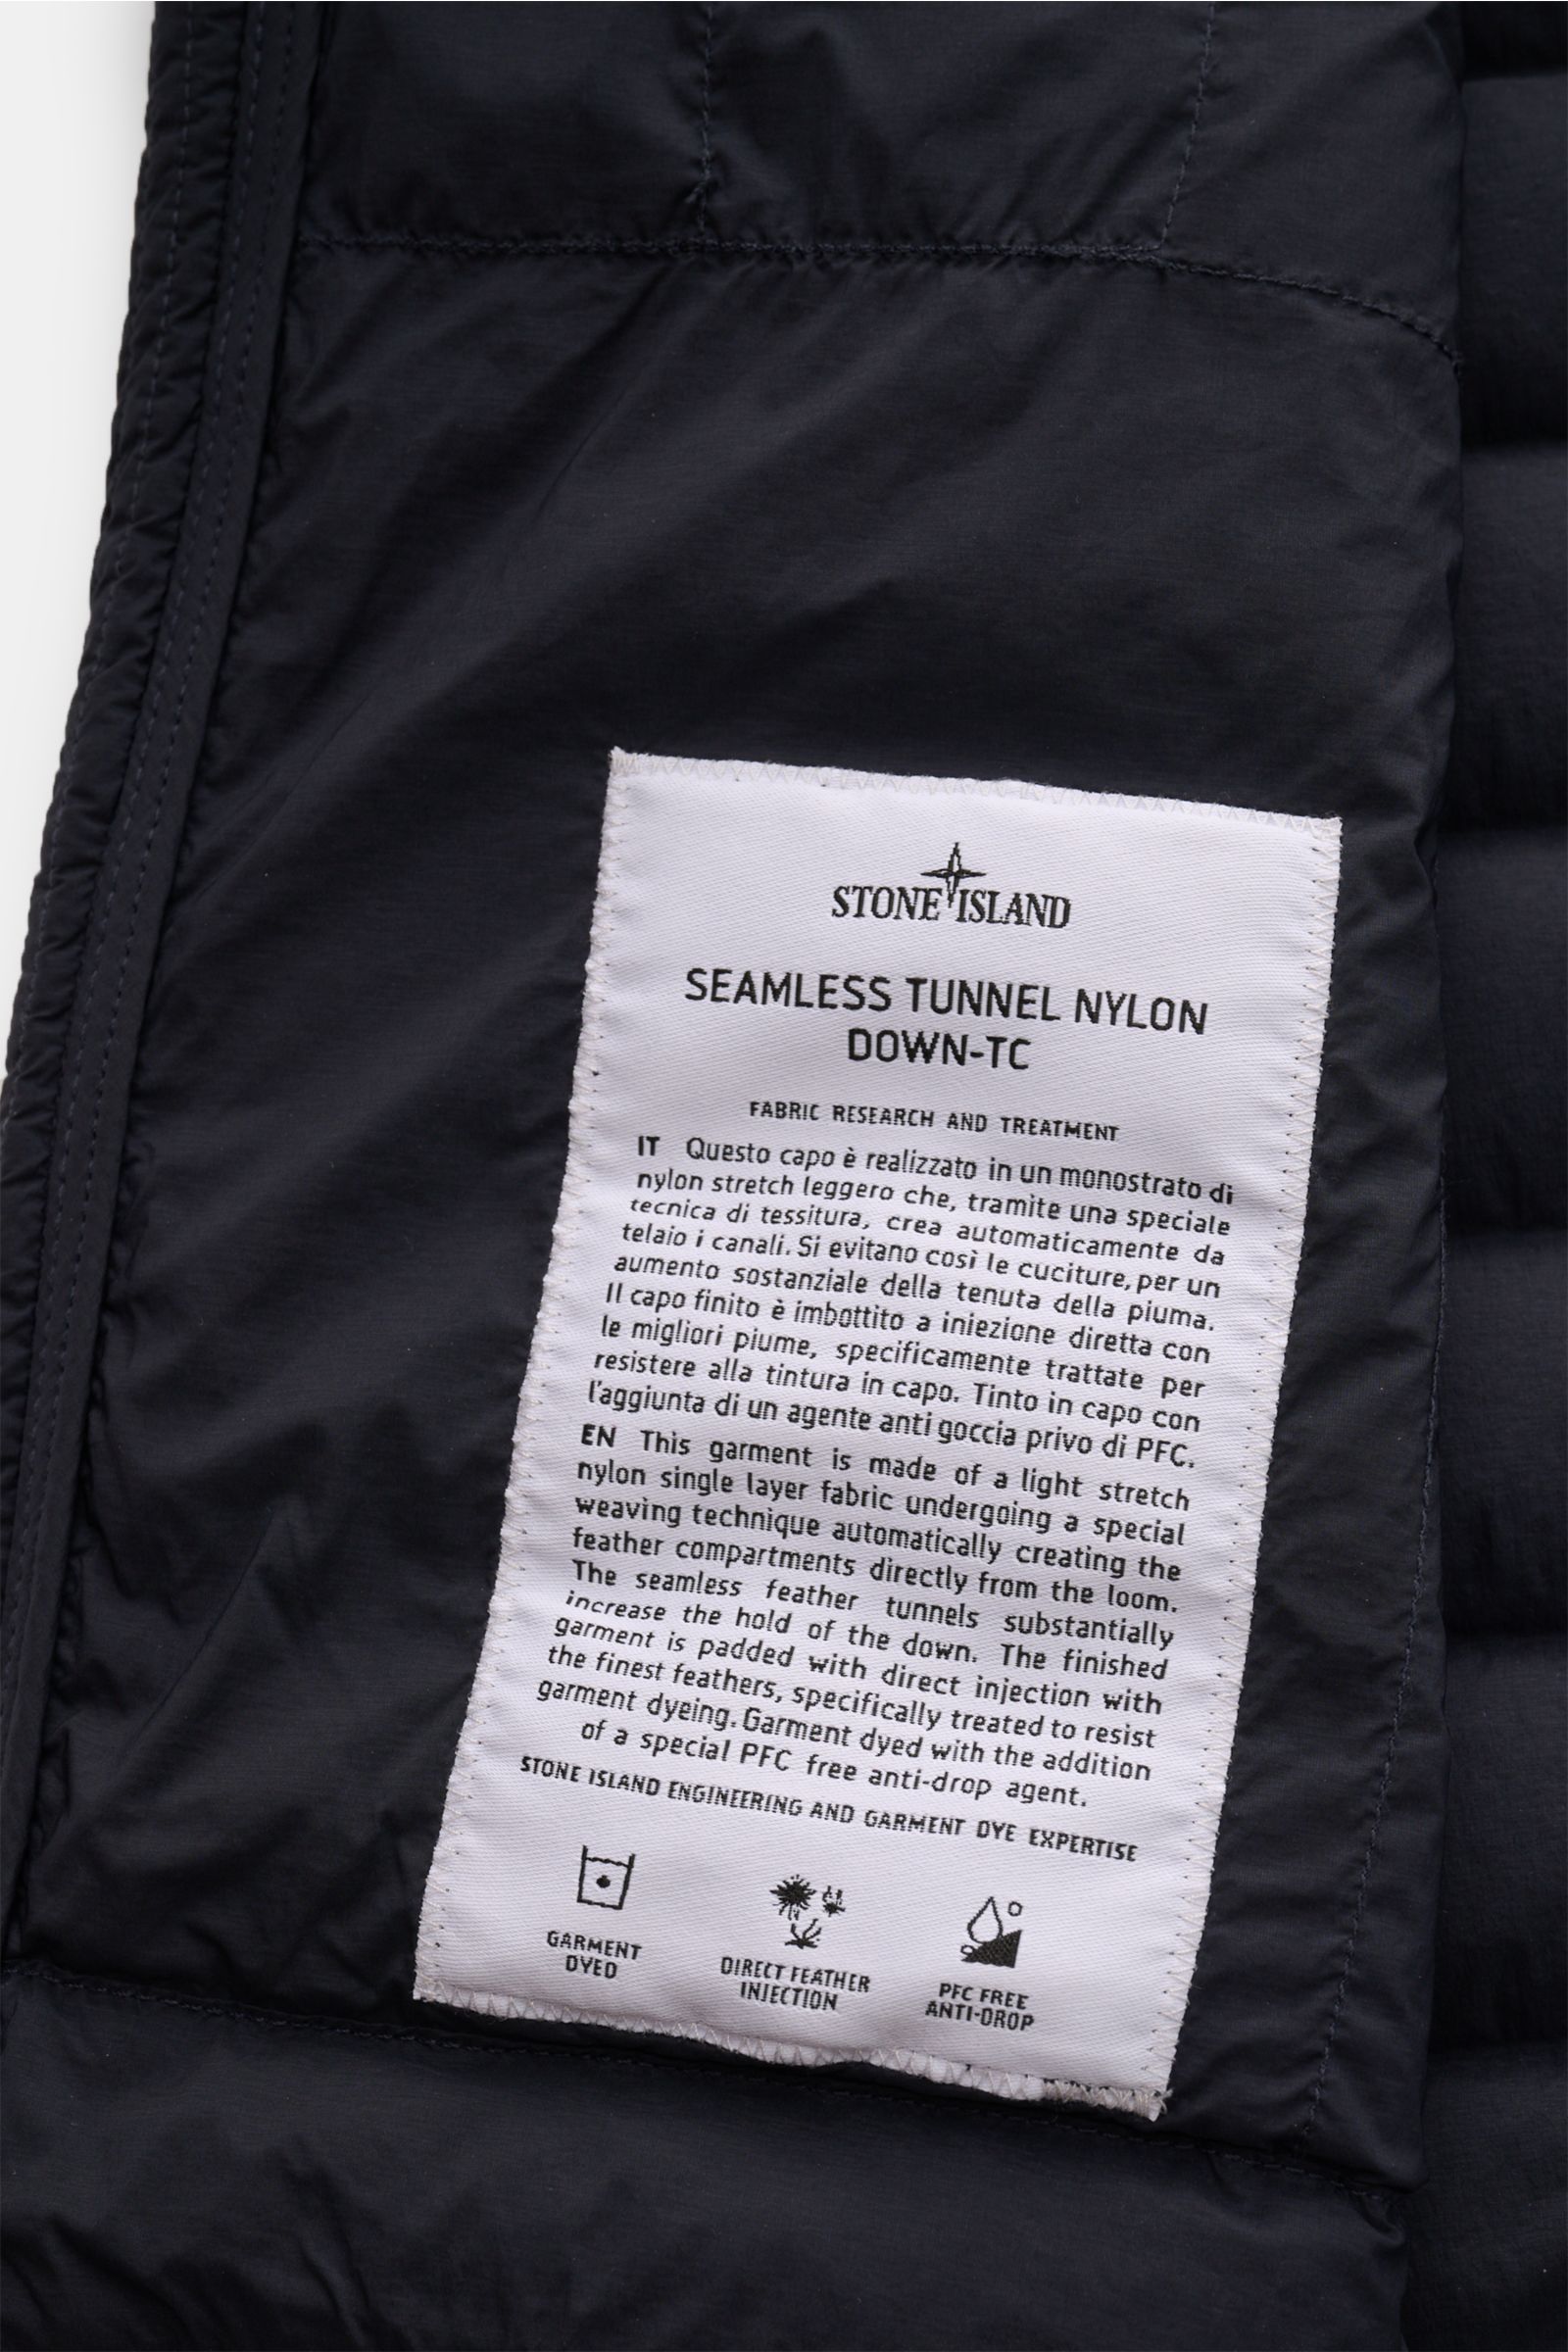 STONE ISLAND
SEAMLESS TUNNEL NYLON
DOWN-TC
FABRIC RESEARCH AND TREATMENT
IT Questo capo è realizzato in un monostrato di
nylon stretch leggero che, tramite una speciale
tecnica di tessitura, crea automaticamente da
telaio i canali. Si evitano così le cuciture, per un
aumento sostanziale della tenuta della piuma.
Il capo finito è imbottito a iniezione diretta con
le migliori piume, specificamente trattate per
resistere alla tintura in capo. Tinto in capo con
l'aggiunta di un agente anti goccia privo di PFC.
EN This garment is made of a light stretch
nylon single layer fabric undergoing a special
weaving technique automatically creating the
feather compartments directly from the loom.
The seamless feather tunnels substantially
increase the hold of the down. The finished
garment is padded with direct injection with
the finest feathers, specifically treated to resist
garment dyeing. Garment dyed with the addition
of a special PFC free anti-drop agent.
STONE ISLAND ENGINEERING AND GARMENT DYE EXPERTISE
GARMENT
DYED
DIRECT FEATHER
INJECTION
PFC FREE
ANTI-DROP